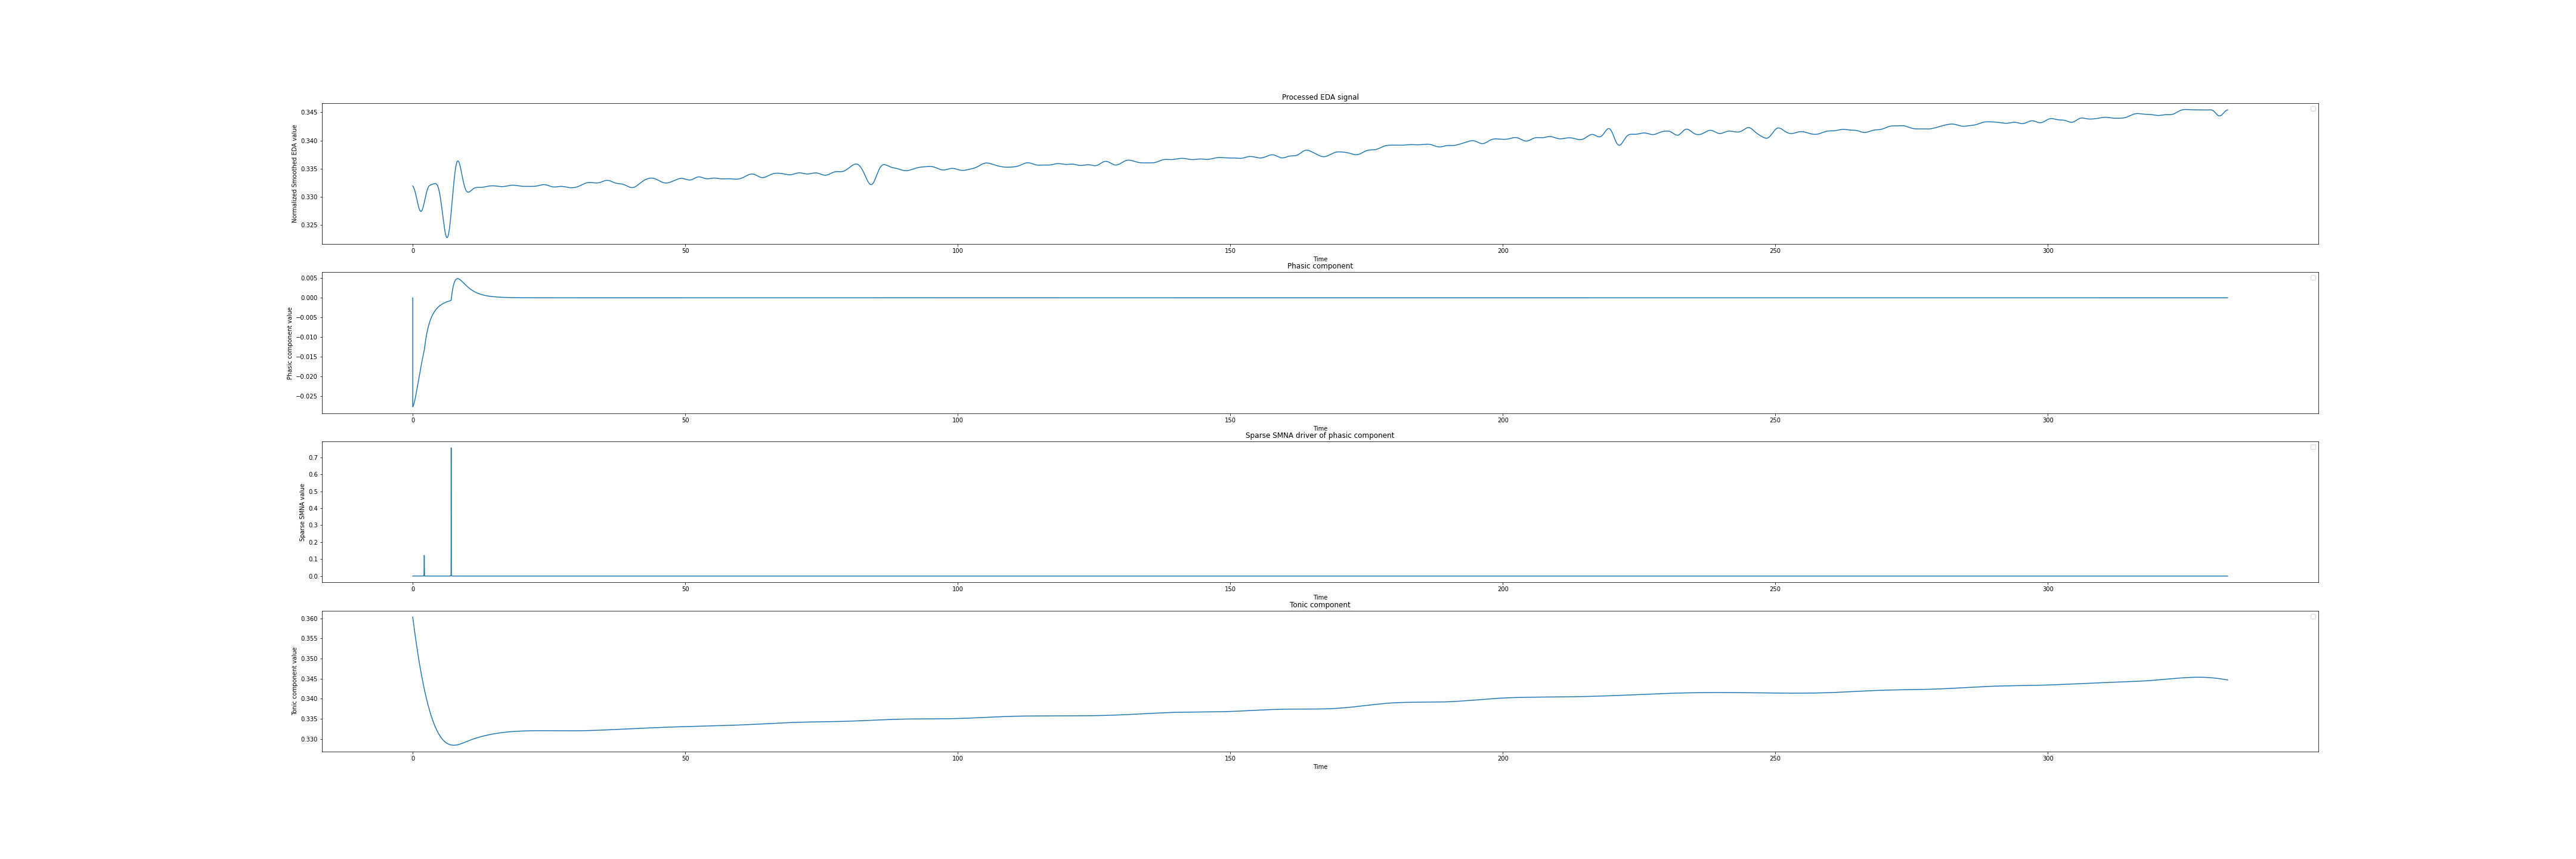 Processed EDA signal
Normalized Smoothed EDA value
0.345
0.340
0.335
0.330
0.325
0 50 100 150 200 250 300
Time
Phasic component
Phasic component value
0.005
0.000
−0.005
−0.010
−0.015
−0.020
−0.025
0 50 100 150 200 250 300
Time
Sparse SMNA driver of phasic component
Sparse SMNA value
0.7
0.6
0.5
0.4
0.3
0.2
0.1
0.0
0 50 100 150 200 250 300
Time
Tonic component
Tonic component value
0.360
0.355
0.350
0.345
0.340
0.335
0.330
0 50 100 150 200 250 300
Time